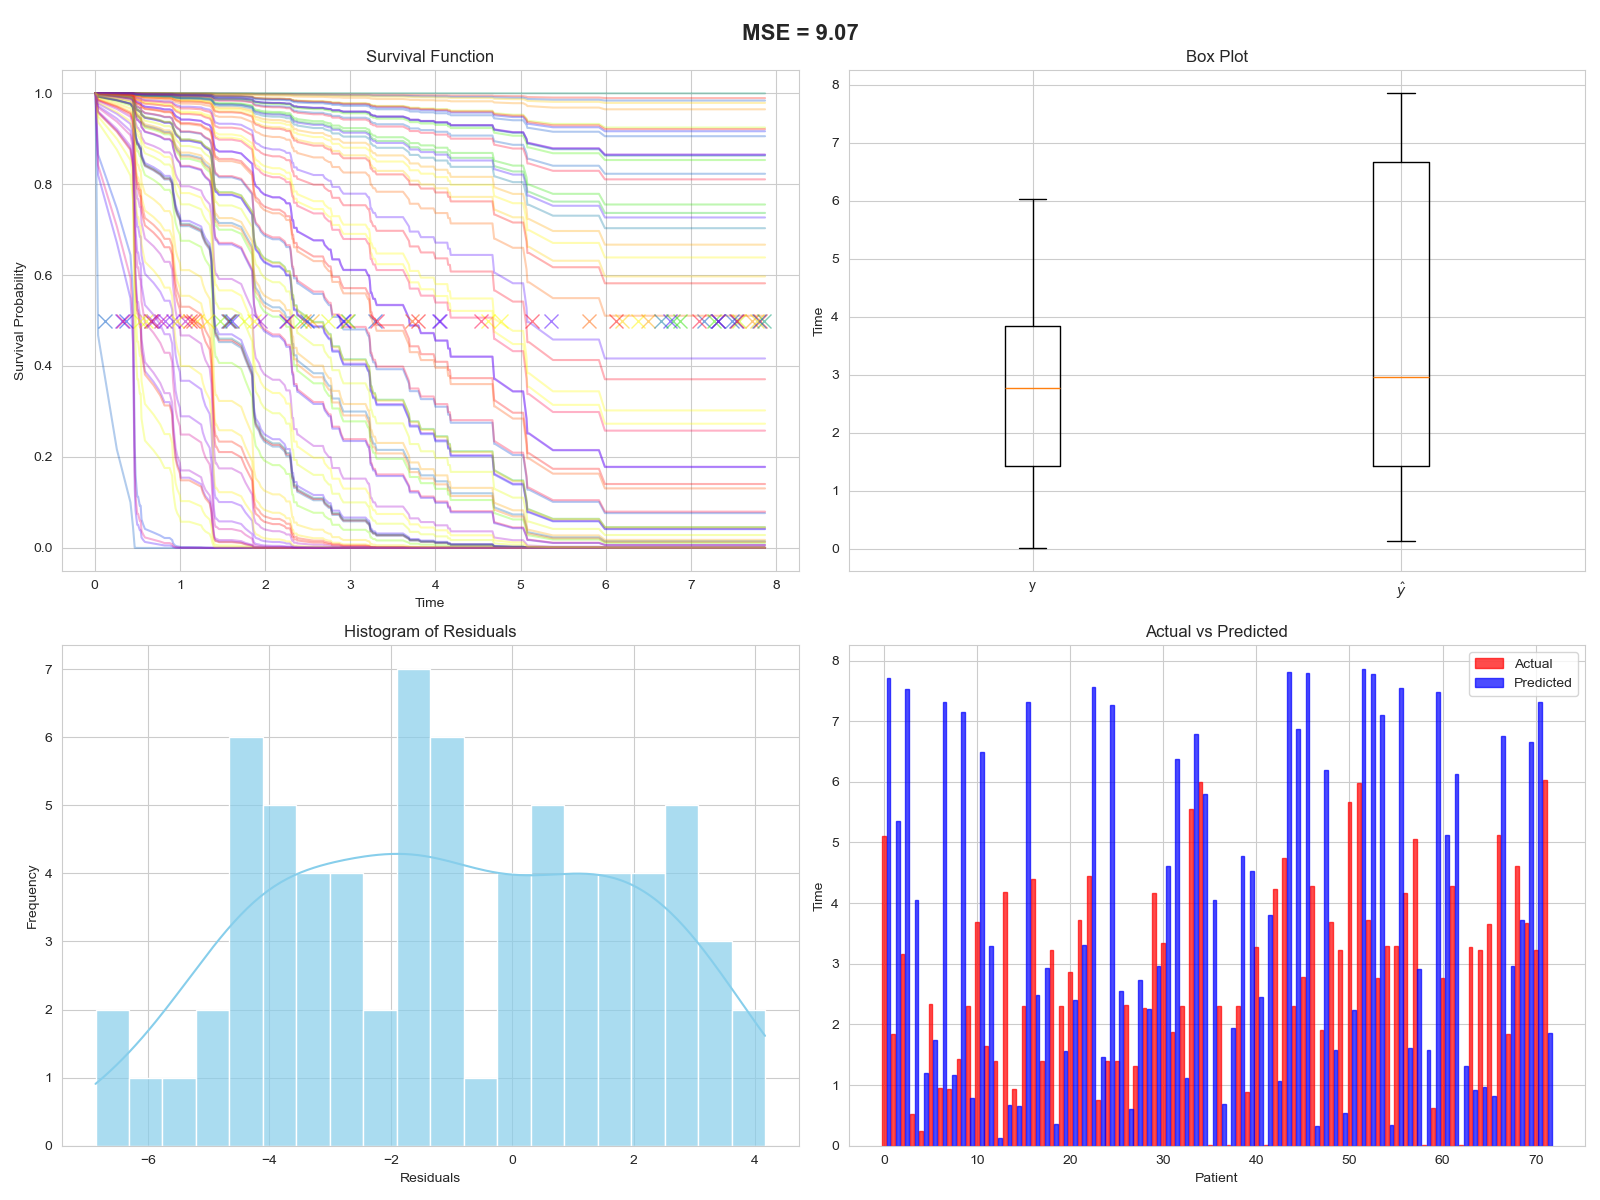 MSE = 9.07
Survival Function
1.0
0.8
0.6
0.4
0.2
0.0
Survival Probability
0 1 2 3 4 5 6 7 8
Time
Box Plot
8
7
6
5
4
3
2
1
0
Time
y ŷ
Histogram of Residuals
7
6
5
4
3
2
1
0
Frequency
−6 −4 −2 0 2 4
Residuals
Actual vs Predicted
Actual
Predicted
8
7
6
5
4
3
2
1
0
Time
0 10 20 30 40 50 60 70
Patient